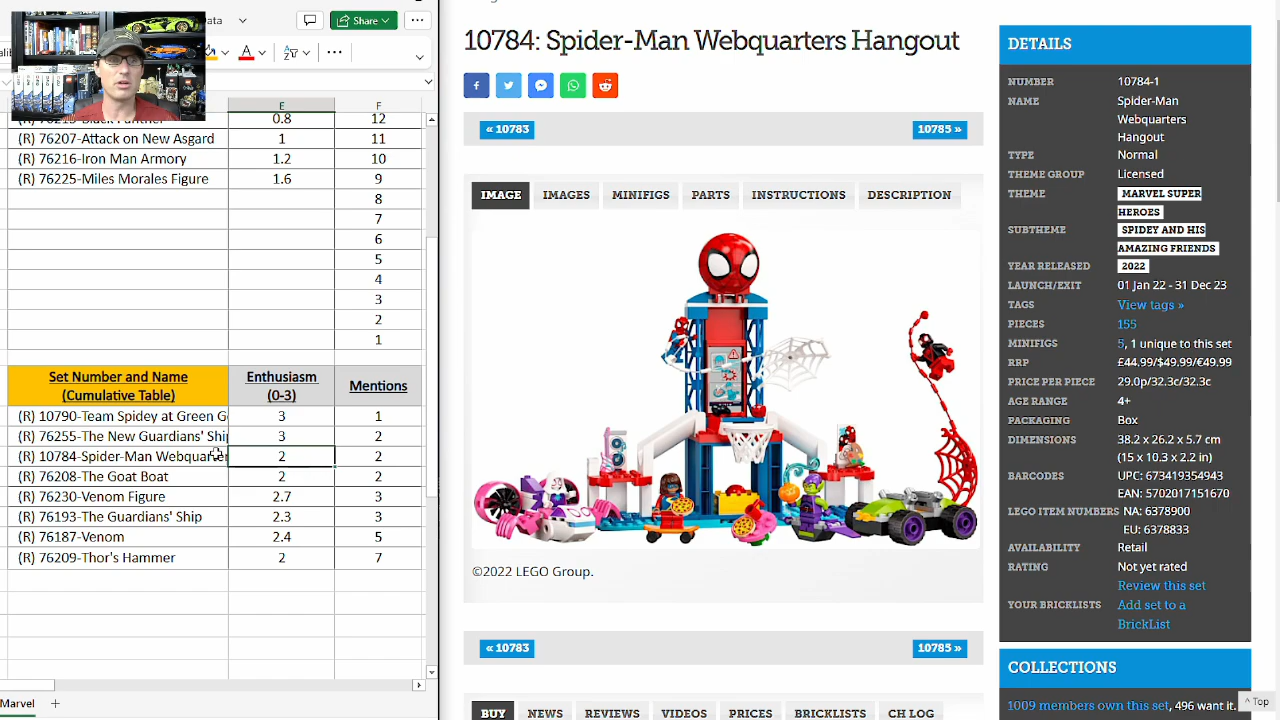 Data
Share
A
E
F
0.8
12
(R) 76207-Attack on New Asgard
1
11
(R) 76216-Iron Man Armory
1.2
10
(R) 76225-Miles Morales Figure
1.6
9
8
7
6
5
4
3
2
1
Set Number and Name
(Cumulative Table)
Enthusiasm
(0-3)
Mentions
(R) 10790-Team Spidey at Green G
3
1
(R) 76255-The New Guardians' Ship
3
2
(R) 10784-Spider-Man Webquarter
2
2
(R) 76208-The Goat Boat
2
2
(R) 76230-Venom Figure
2.7
3
(R) 76193-The Guardians' Ship
2.3
3
(R) 76187-Venom
2.4
5
(R) 76209-Thor's Hammer
2
7
Marvel
10784: Spider-Man Webquarters Hangout
« 10783
10785 »
IMAGE
IMAGES
MINIFIGS
PARTS
INSTRUCTIONS
DESCRIPTION
©2022 LEGO Group.
« 10783
10785 »
BUY
NEWS
REVIEWS
VIDEOS
PRICES
BRICKLISTS
CH LOG
DETAILS
NUMBER 10784-1
NAME Spider-Man
Webquarters
Hangout
TYPE Normal
THEME GROUP Licensed
THEME MARVEL SUPER
HEROES
SUBTHEME SPIDEY AND HIS
AMAZING FRIENDS
YEAR RELEASED 2022
LAUNCH/EXIT 01 Jan 22 - 31 Dec 23
TAGS View tags »
PIECES 155
MINIFIGS 5, 1 unique to this set
RRP £44.99/$49.99/€49.99
PRICE PER PIECE 29.0p/32.3c/32.3c
AGE RANGE 4+
PACKAGING Box
DIMENSIONS 38.2 x 26.2 x 5.7 cm
(15 x 10.3 x 2.2 in)
BARCODES UPC: 673419354943
EAN: 5702017151670
LEGO ITEM NUMBERS NA: 6378900
EU: 6378833
AVAILABILITY Retail
RATING Not yet rated
Review this set
YOUR BRICKLISTS Add set to a
BrickList
COLLECTIONS
1009 members own this set, 496 want it.
^ Top